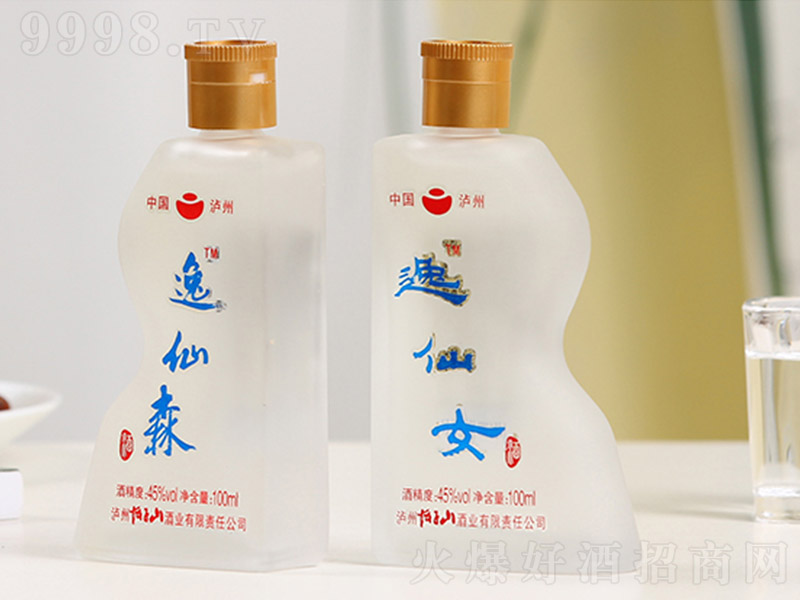 9998.TV
中国 泸州
TM
逸
仙
森
酒精度:45%vol 净含量:100ml
泸州 酒业有限责任公司
中国 泸州
TM
仙
女
酒精度:45%vol 净含量:100ml
泸州 酒业有限责任公司
火爆好酒招商网